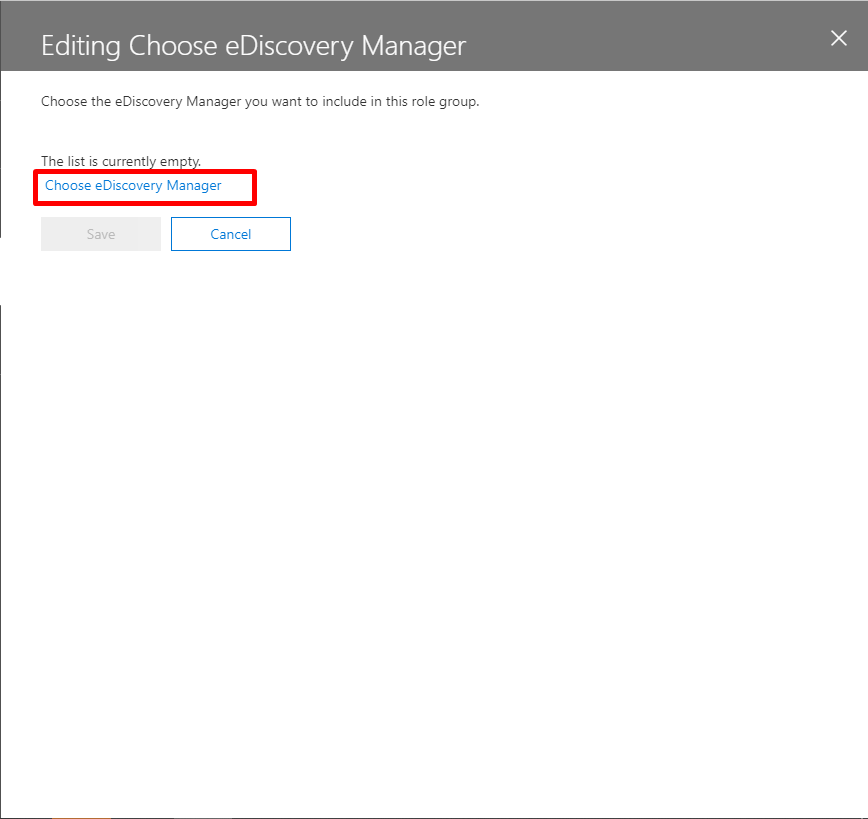 Editing Choose eDiscovery Manager
Choose the eDiscovery Manager you want to include in this role group.
The list is currently empty.
Choose eDiscovery Manager
Save Cancel